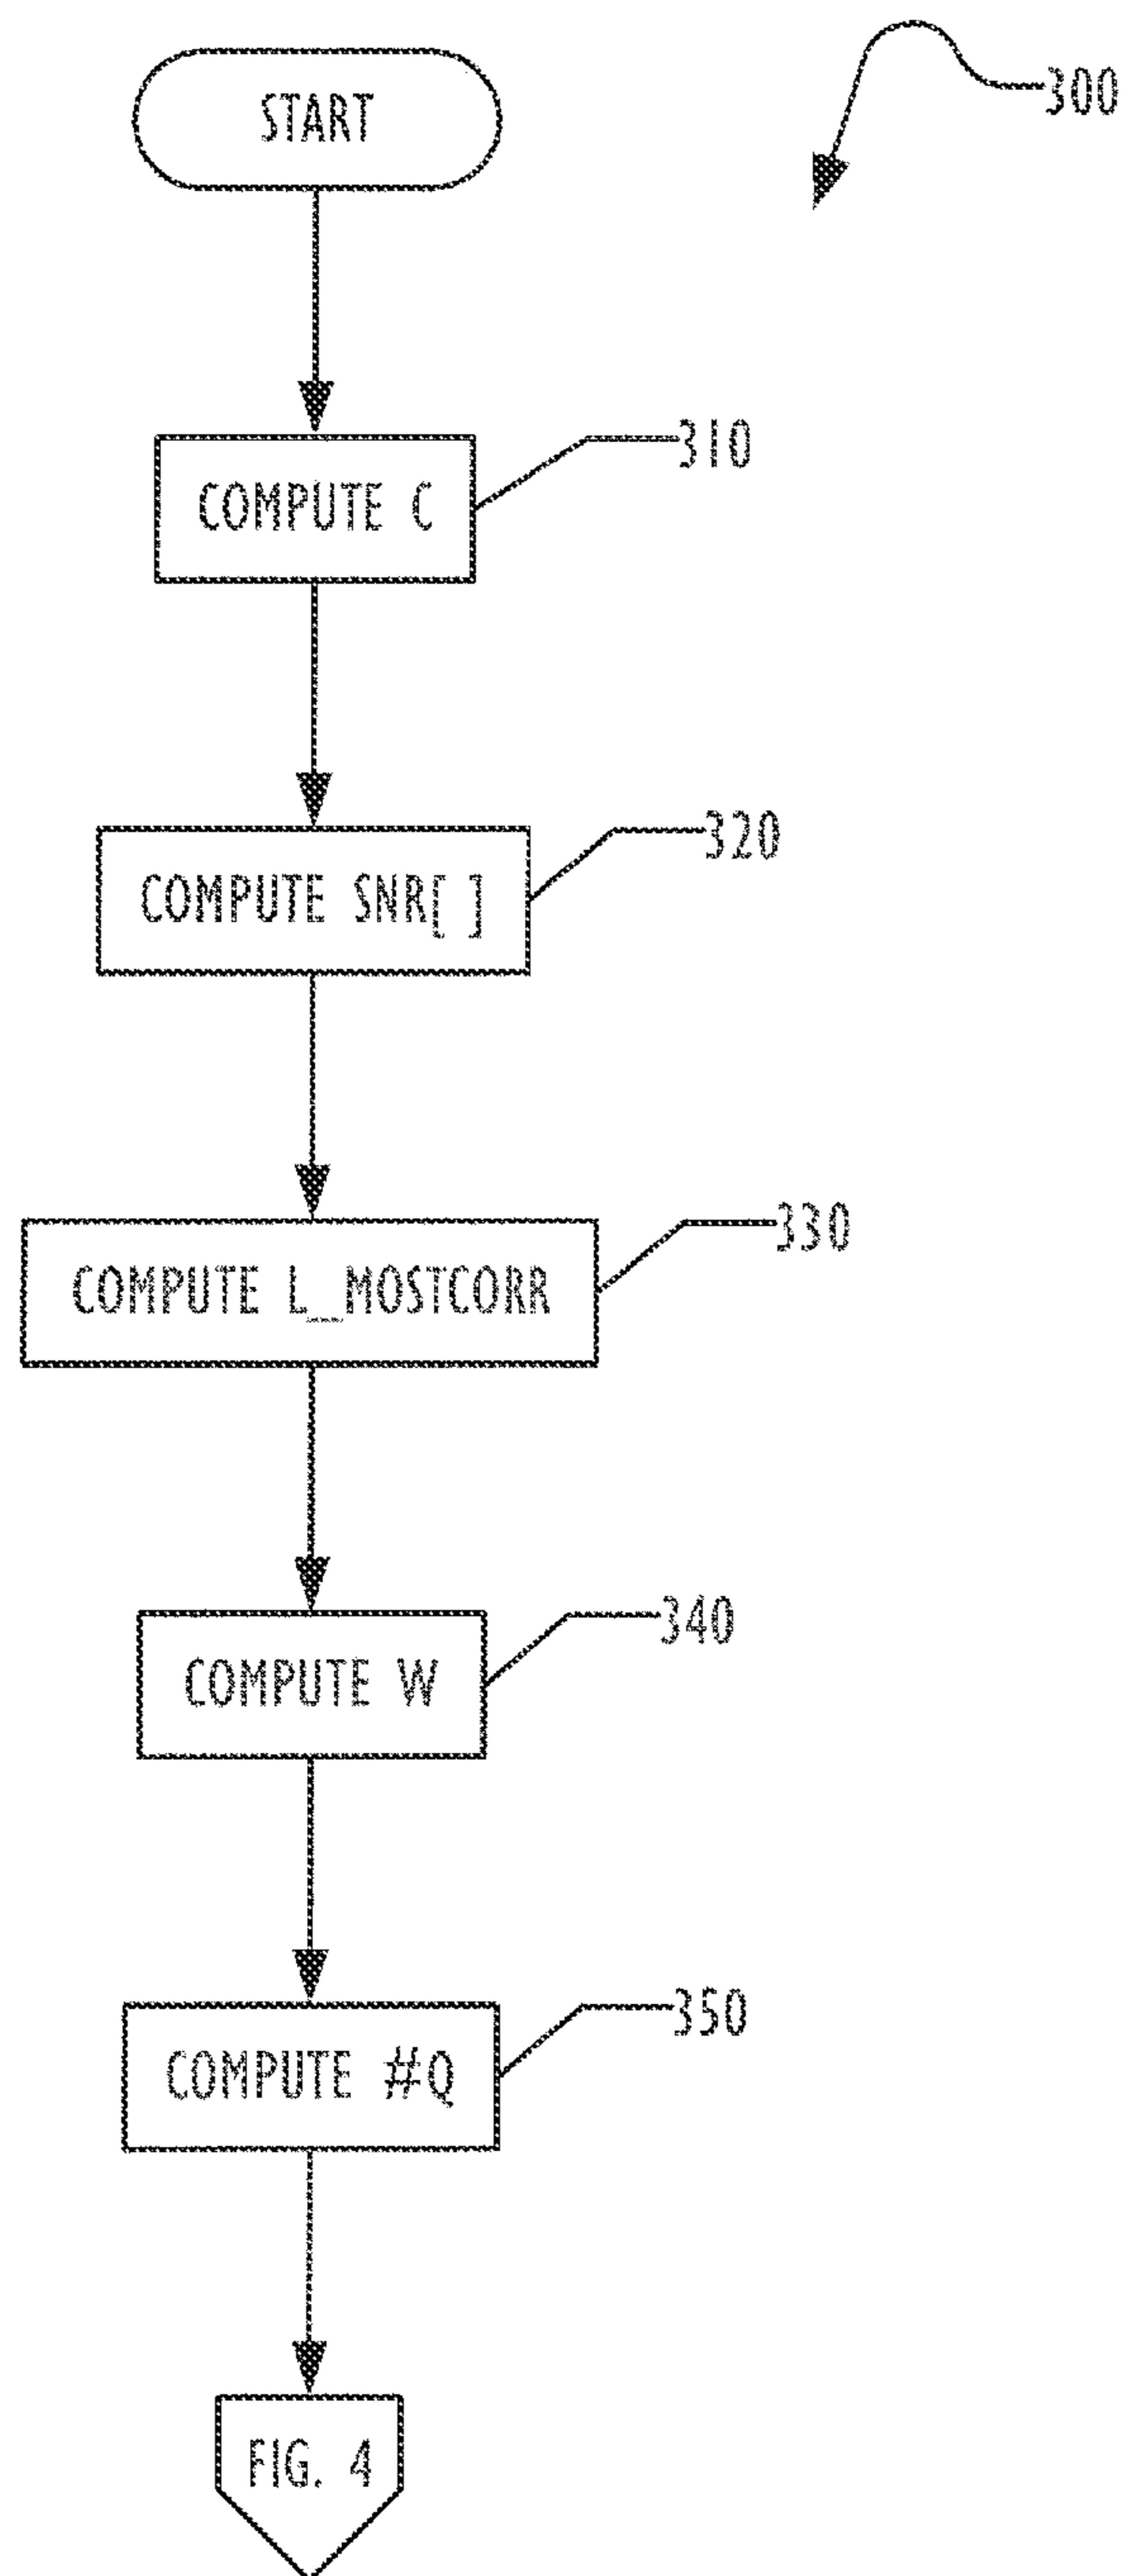 START
300
COMPUTE C
310
COMPUTE SNR[ ]
320
COMPUTE L_MOSTCORR
330
COMPUTE W
340
COMPUTE #Q
350
FIG. 4